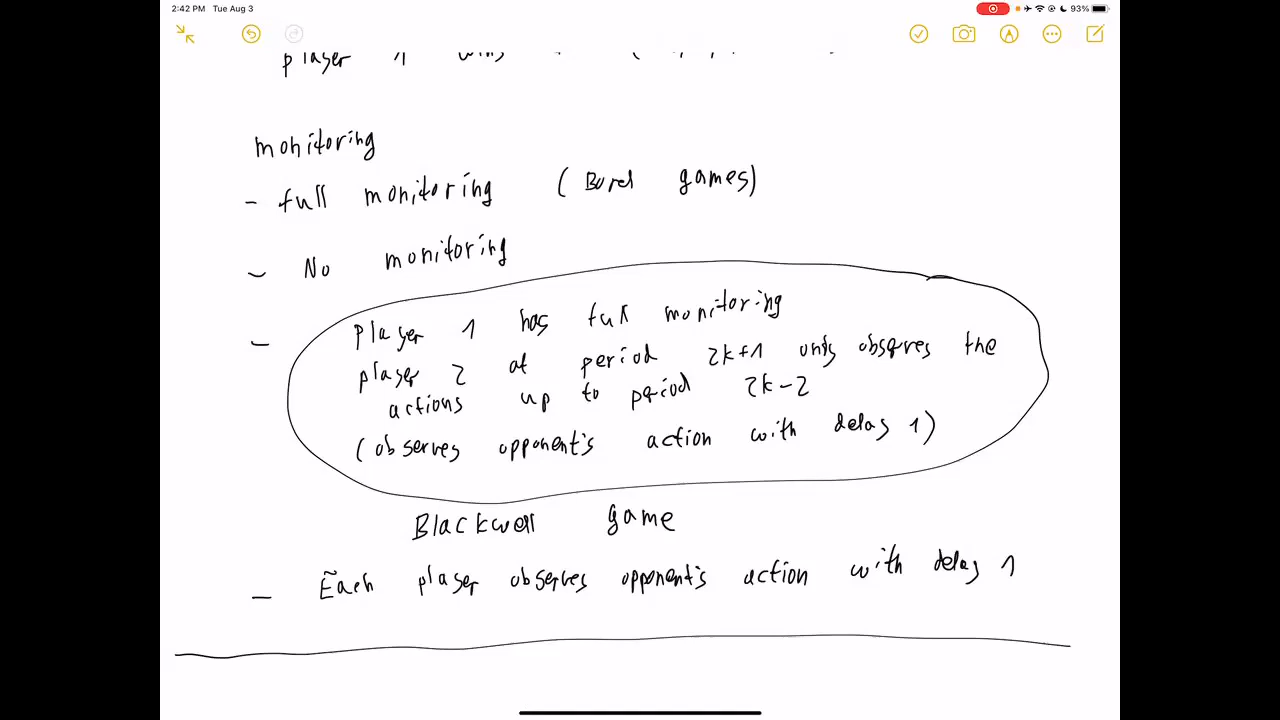 2:42 PM Tue Aug 3
93%
player 1 wins
monitoring
- full monitoring (Borel games)
- No monitoring
- player 1 has full monitoring
player 2 at period 2k+1 only observes the
actions up to period 2k-2
(observes opponent's action with delay 1)
Blackwell game
- Each player observes opponent's action with delay 1